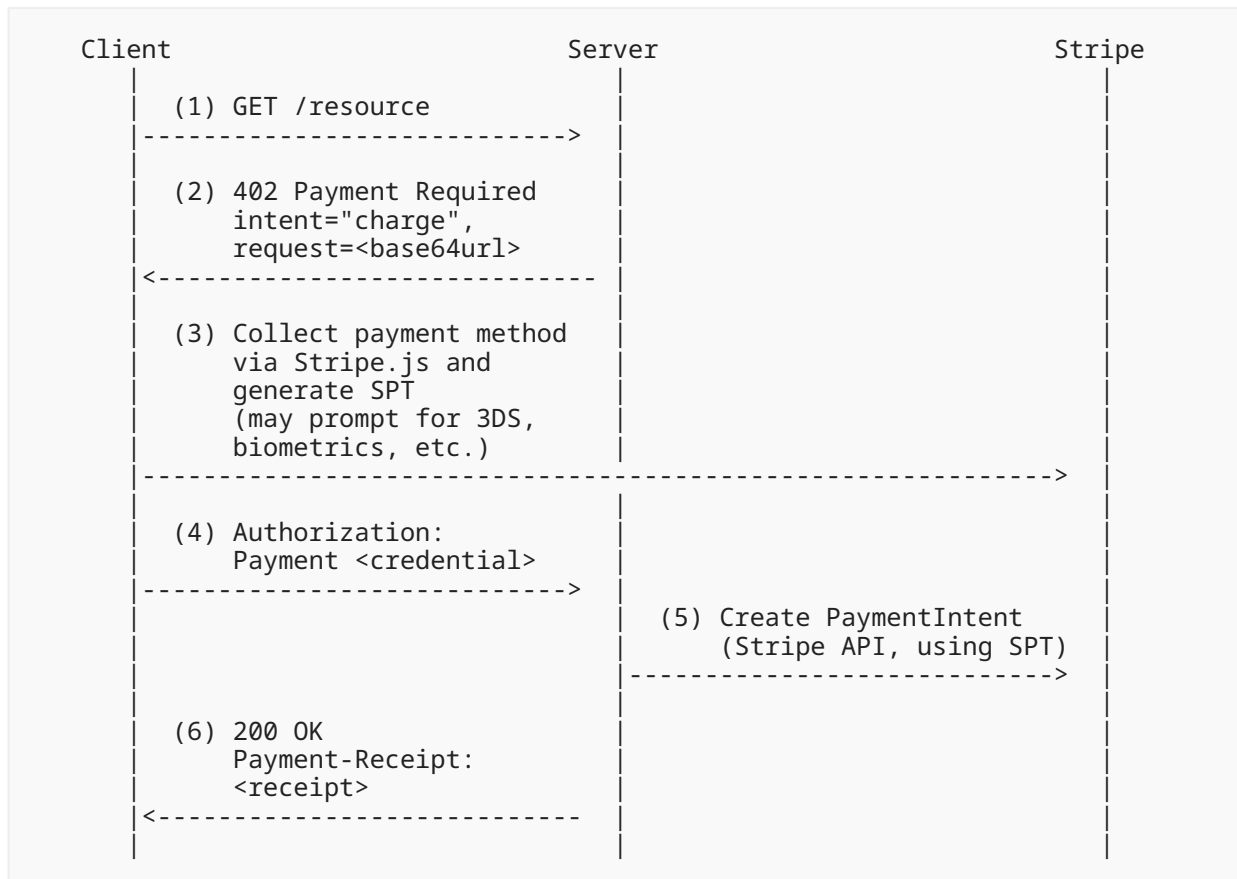 Client Server Stripe
(1) GET /resource
(2) 402 Payment Required
intent="charge",
request=<base64url>
(3) Collect payment method
via Stripe.js and
generate SPT
(may prompt for 3DS,
biometrics, etc.)
(4) Authorization:
Payment <credential>
(5) Create PaymentIntent
(Stripe API, using SPT)
(6) 200 OK
Payment-Receipt:
<receipt>